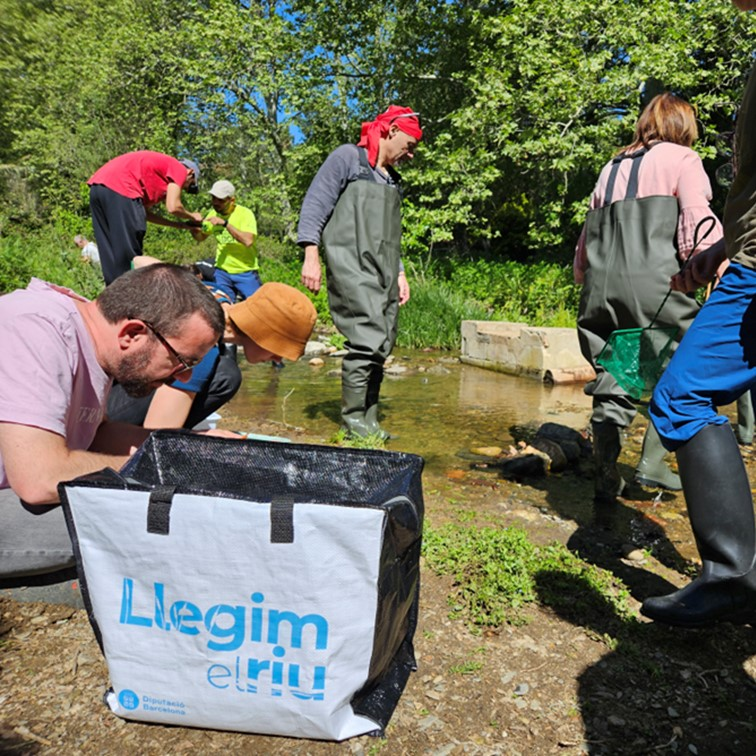 Llegim
el riu
Diputació
Barcelona